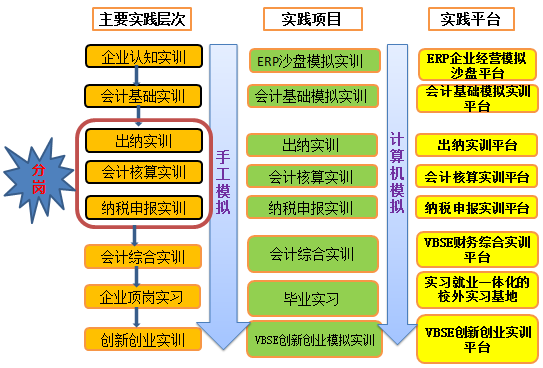 主要实践层次
实践项目
实践平台
企业认知实训
ERP沙盘模拟实训
ERP企业经营模拟
沙盘平台
会计基础实训
会计基础模拟实训
会计基础模拟实训
平台
分岗
手工模拟
计算机模拟
出纳实训
出纳实训
出纳实训平台
会计核算实训
会计核算实训
会计核算实训平台
纳税申报实训
纳税申报实训
纳税申报实训平台
会计综合实训
会计综合实训
VBSE财务综合实训
平台
企业顶岗实习
毕业实习
实习就业一体化的
校外实习基地
创新创业实训
VBSE创新创业模拟实训
VBSE创新创业实训
平台